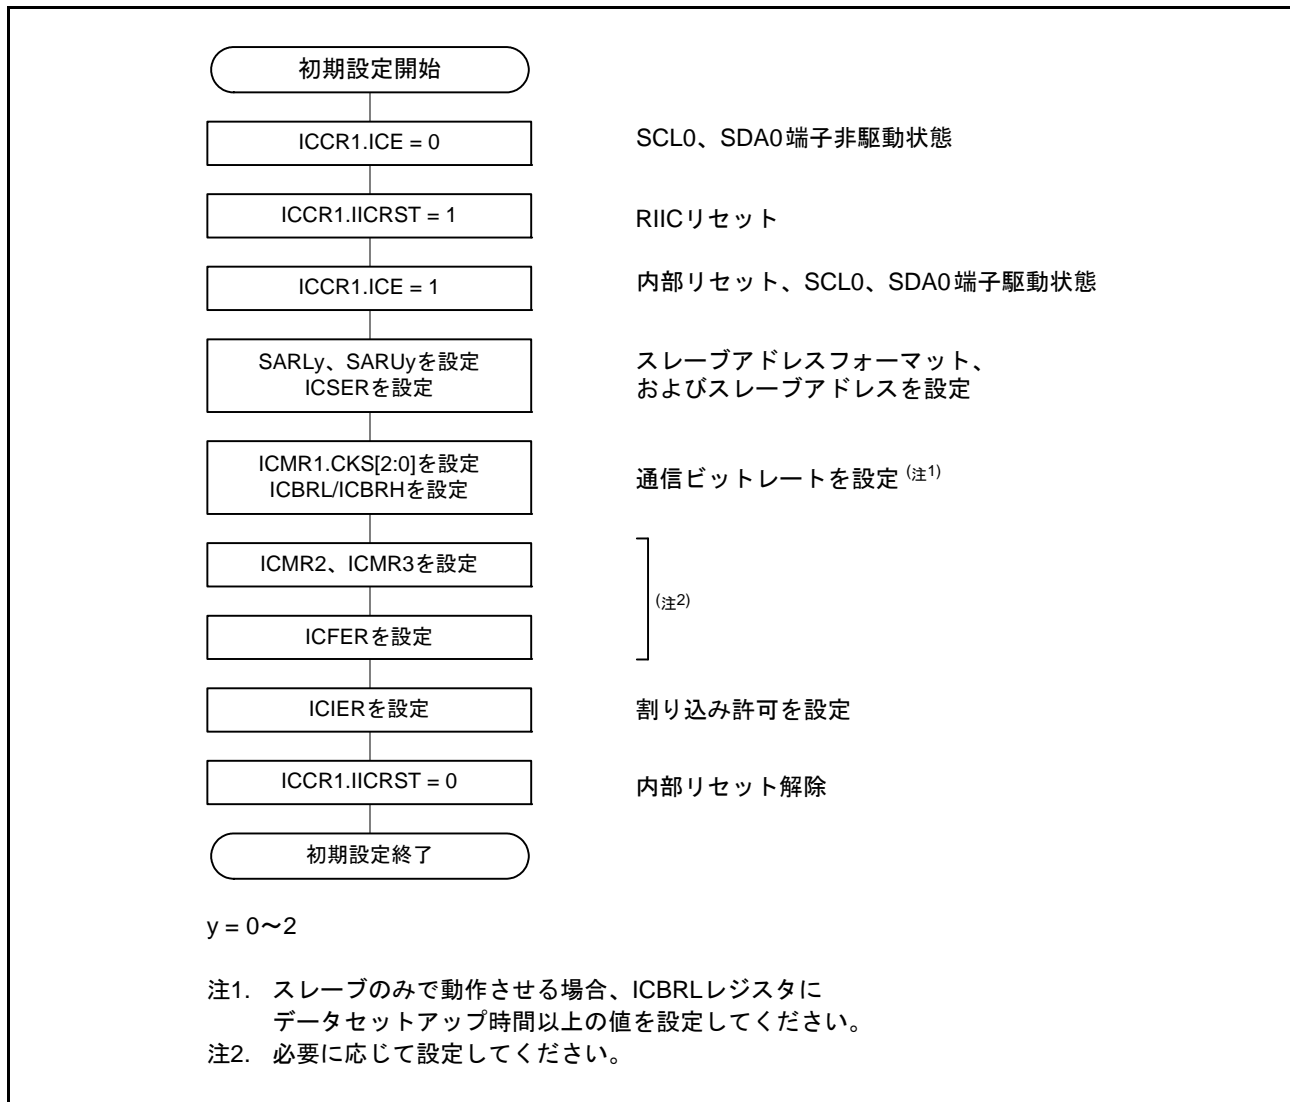 初期設定開始
ICCR1.ICE = 0
SCL0、SDA0端子非駆動状態
ICCR1.IICRST = 1
RIICリセット
ICCR1.ICE = 1
内部リセット、SCL0、SDA0端子駆動状態
SARLy、SARUyを設定
ICSERを設定
スレーブアドレスフォーマット、
およびスレーブアドレスを設定
ICMR1.CKS[2:0]を設定
ICBRL/ICBRHを設定
通信ビットレートを設定 (注1)
ICMR2、ICMR3を設定
(注2)
ICFERを設定
ICIERを設定
割り込み許可を設定
ICCR1.IICRST = 0
内部リセット解除
初期設定終了
y = 0～2
注1. スレーブのみで動作させる場合、ICBRLレジスタに
データセットアップ時間以上の値を設定してください。
注2. 必要に応じて設定してください。